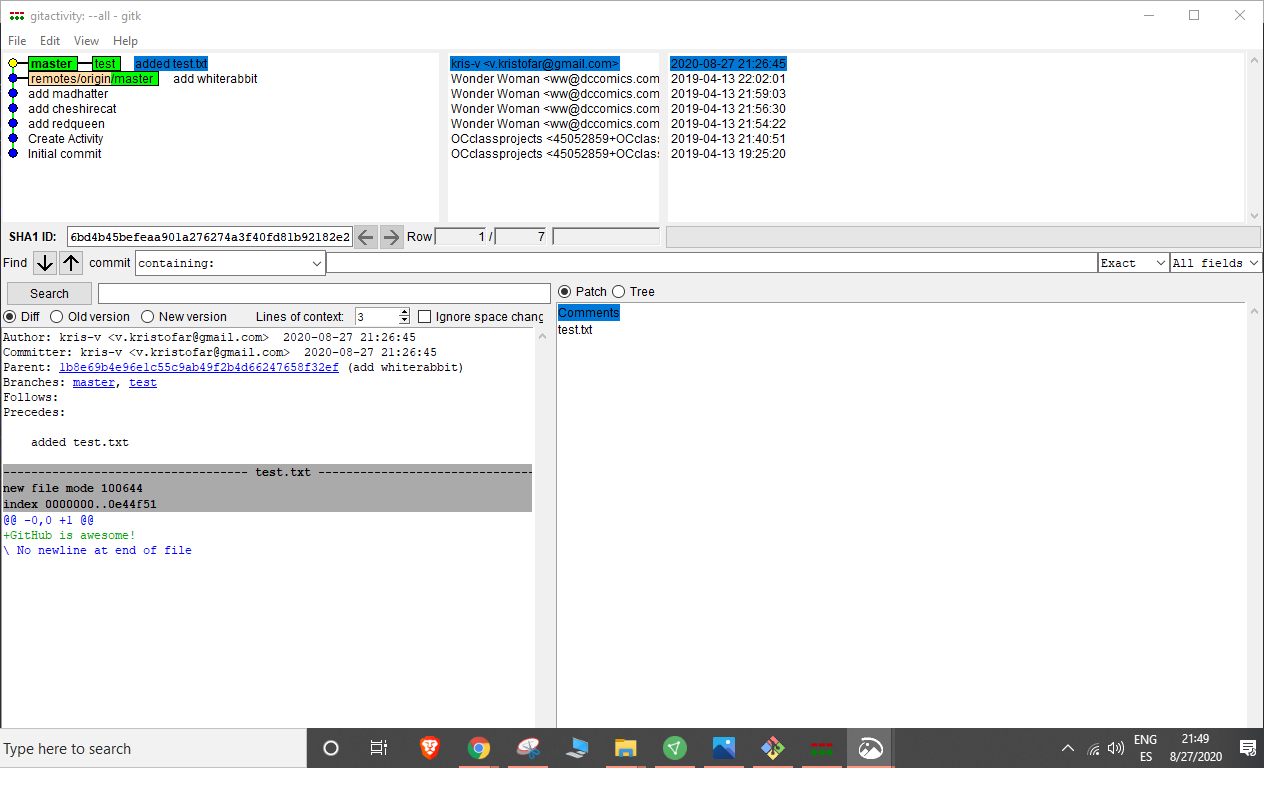 gitactivity: --all - gitk
File Edit View Help
master test added test.txt kris-v <v.kristofar@gmail.com> 2020-08-27 21:26:45
remotes/origin/master add whiterabbit Wonder Woman <ww@dccomics.com 2019-04-13 22:02:01
add madhatter Wonder Woman <ww@dccomics.com 2019-04-13 21:59:03
add cheshirecat Wonder Woman <ww@dccomics.com 2019-04-13 21:56:30
add redqueen Wonder Woman <ww@dccomics.com 2019-04-13 21:54:22
Create Activity OCclassprojects <45052859+OCclas 2019-04-13 21:40:51
Initial commit OCclassprojects <45052859+OCclas 2019-04-13 19:25:20
SHA1 ID: 6bd4b45befeaa901a276274a3f40fd81b92182e2 Row 1 / 7
Find commit containing: Exact All fields
Search
Patch Tree
Diff Old version New version Lines of context: 3 Ignore space chang
Comments
test.txt
Author: kris-v <v.kristofar@gmail.com> 2020-08-27 21:26:45
Committer: kris-v <v.kristofar@gmail.com> 2020-08-27 21:26:45
Parent: 1b8e69b4e96e1c55c9ab49f2b4d66247658f32ef (add whiterabbit)
Branches: master, test
Follows:
Precedes:
added test.txt
---------------------------------- test.txt -------------------------------
new file mode 100644
index 0000000..0e44f51
@@ -0,0 +1 @@
+GitHub is awesome!
\ No newline at end of file
Type here to search
ENG 21:49
ES 8/27/2020